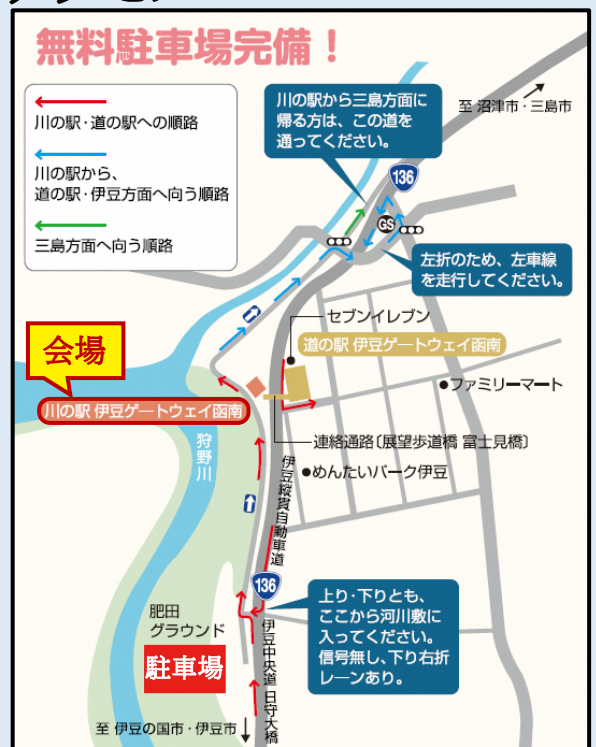 無料駐車場完備！
川の駅・道の駅への順路
川の駅から、
道の駅・伊豆方面へ向う順路
三島方面へ向う順路
川の駅から三島方面に
帰る方は、この道を
通ってください。
至 沼津市・三島市
136
GS
左折のため、左車線
を走行してください。
セブンイレブン
道の駅 伊豆ゲートウェイ函南
会場
ファミリーマート
川の駅 伊豆ゲートウェイ函南
狩野川
連絡通路〔展望歩道橋 富士見橋〕
めんたいパーク伊豆
伊豆縦貫自動車道
136
上り・下りとも、
ここから河川敷に
入ってください。
信号無し、下り右折
レーンあり。
肥田
グラウンド
駐車場
伊豆中央道 日守大橋
至 伊豆の国市・伊豆市